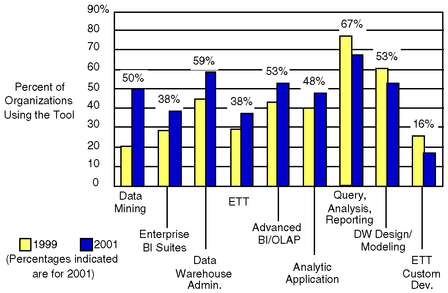 90%
80
70
60
50
40
30
20
10
0
Percent of
Organizations
Using the Tool
50%
38%
59%
38%
53%
48%
67%
53%
16%
Data
Mining
Enterprise
BI Suites
Data
Warehouse
Admin.
ETT
Advanced
BI/OLAP
Analytic
Application
Query,
Analysis,
Reporting
DW Design/
Modeling
ETT
Custom
Dev.
1999 2001
(Percentages indicated
are for 2001)